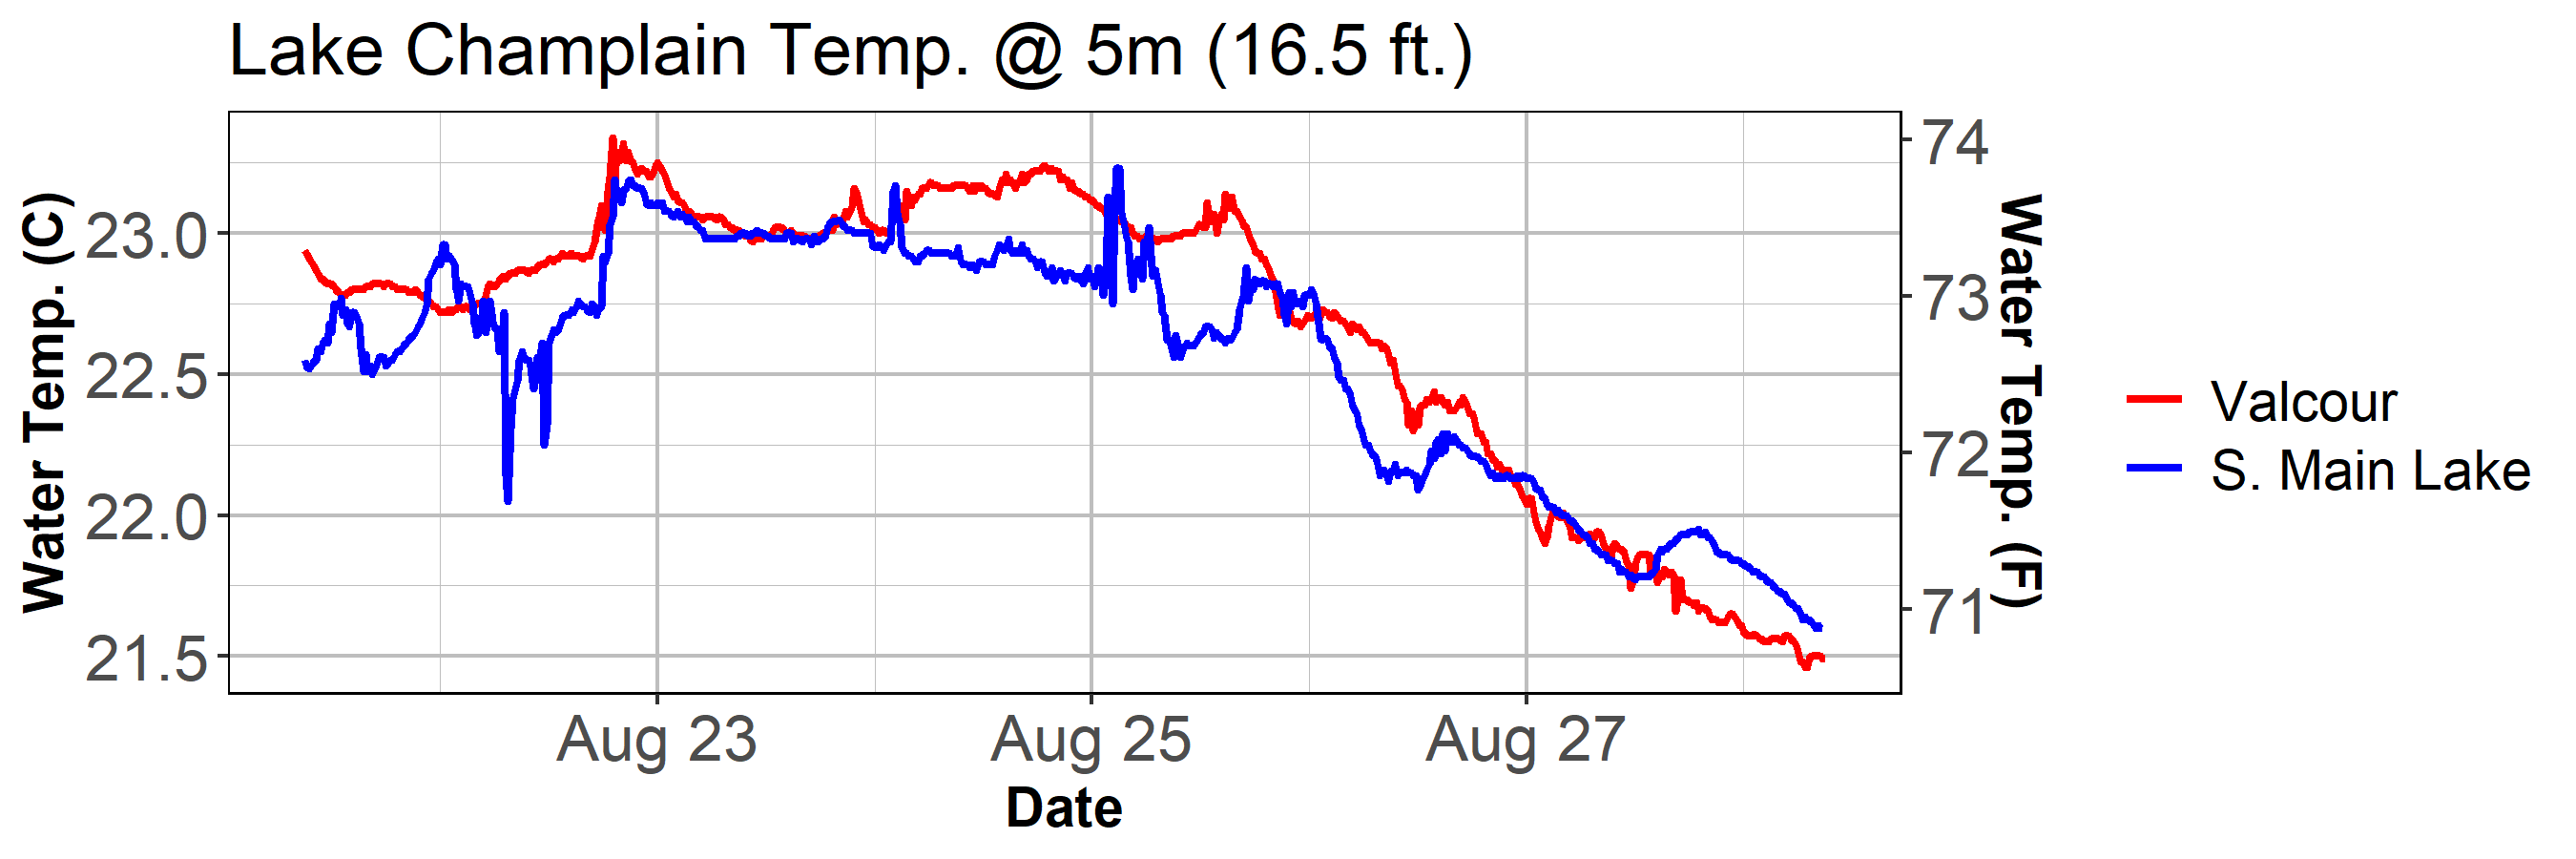 Lake Champlain Temp. @ 5m (16.5 ft.)
Water Temp. (C)
23.0
22.5
22.0
21.5
74
73
72
71
Water Temp. (F)
Aug 23
Aug 25
Aug 27
Date
Valcour
S. Main Lake